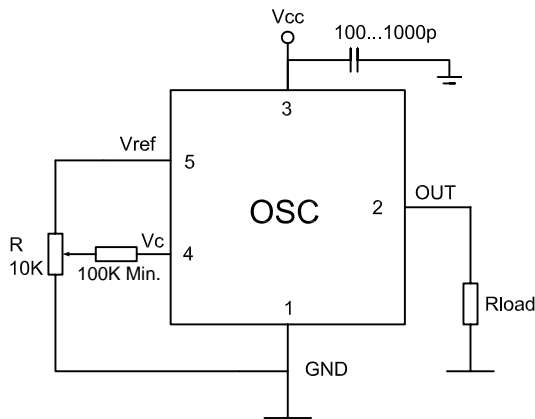 Vcc
100...1000p
3
Vref
5
OSC
2
OUT
R
10K
Vc
4
100K Min.
1
Rload
GND